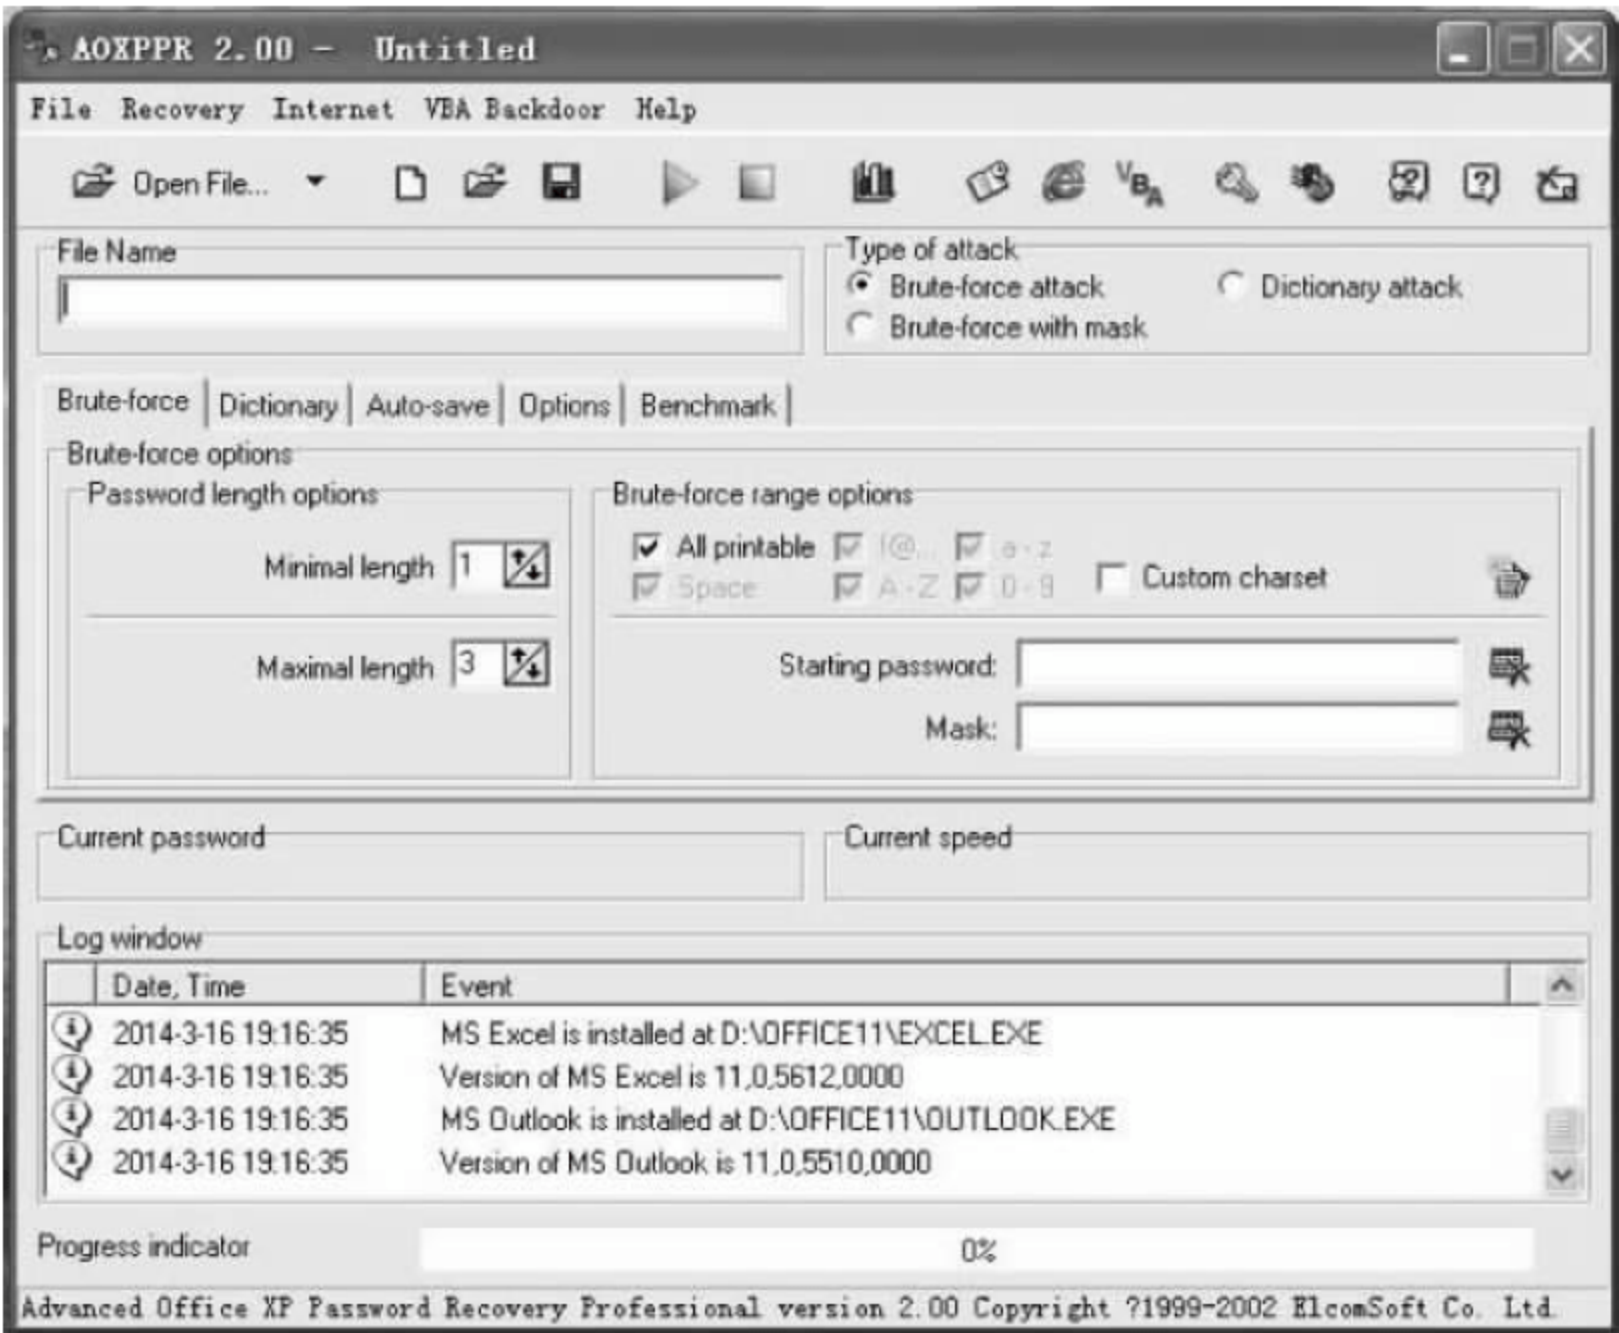 AOXPPR 2.00 - Untitled
File Recovery Internet VBA Backdoor Help
Open File... VBA
File Name
Type of attack
Brute-force attack Dictionary attack
Brute-force with mask
Brute-force Dictionary Auto-save Options Benchmark
Brute-force options
Password length options
Brute-force range options
Minimal length 1
All printable !@... a - z
Space A - Z 0 - 9 Custom charset
Maximal length 3
Starting password:
Mask:
Current password
Current speed
Log window
Date, Time Event
2014-3-16 19:16:35 MS Excel is installed at D:\OFFICE11\EXCEL.EXE
2014-3-16 19:16:35 Version of MS Excel is 11,0,5612,0000
2014-3-16 19:16:35 MS Outlook is installed at D:\OFFICE11\OUTLOOK.EXE
2014-3-16 19:16:35 Version of MS Outlook is 11,0,5510,0000
Progress indicator 0%
Advanced Office XP Password Recovery Professional version 2.00 Copyright ?1999-2002 ElcomSoft Co. Ltd.